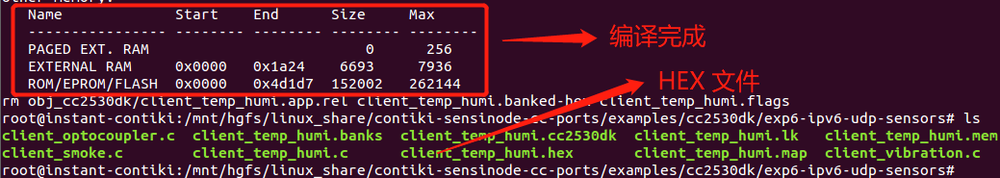 Other Memory:
Name Start End Size Max
---------------- -------- -------- -------- --------
PAGED EXT. RAM 0 256
EXTERNAL RAM 0x0000 0x1a24 6693 7936
ROM/EPROM/FLASH 0x0000 0x4d1d7 152002 262144
编译完成
HEX 文件
rm obj_cc2530dk/client_temp_humi.app.rel client_temp_humi.banked-hex client_temp_humi.flags
root@instant-contiki:/mnt/hgfs/linux_share/contiki-sensinode-cc-ports/examples/cc2530dk/exp6-ipv6-udp-sensors# ls
client_optocoupler.c client_temp_humi.banks client_temp_humi.cc2530dk client_temp_humi.lk client_temp_humi.mem
client_smoke.c client_temp_humi.c client_temp_humi.hex client_temp_humi.map client_vibration.c
root@instant-contiki:/mnt/hgfs/linux_share/contiki-sensinode-cc-ports/examples/cc2530dk/exp6-ipv6-udp-sensors#